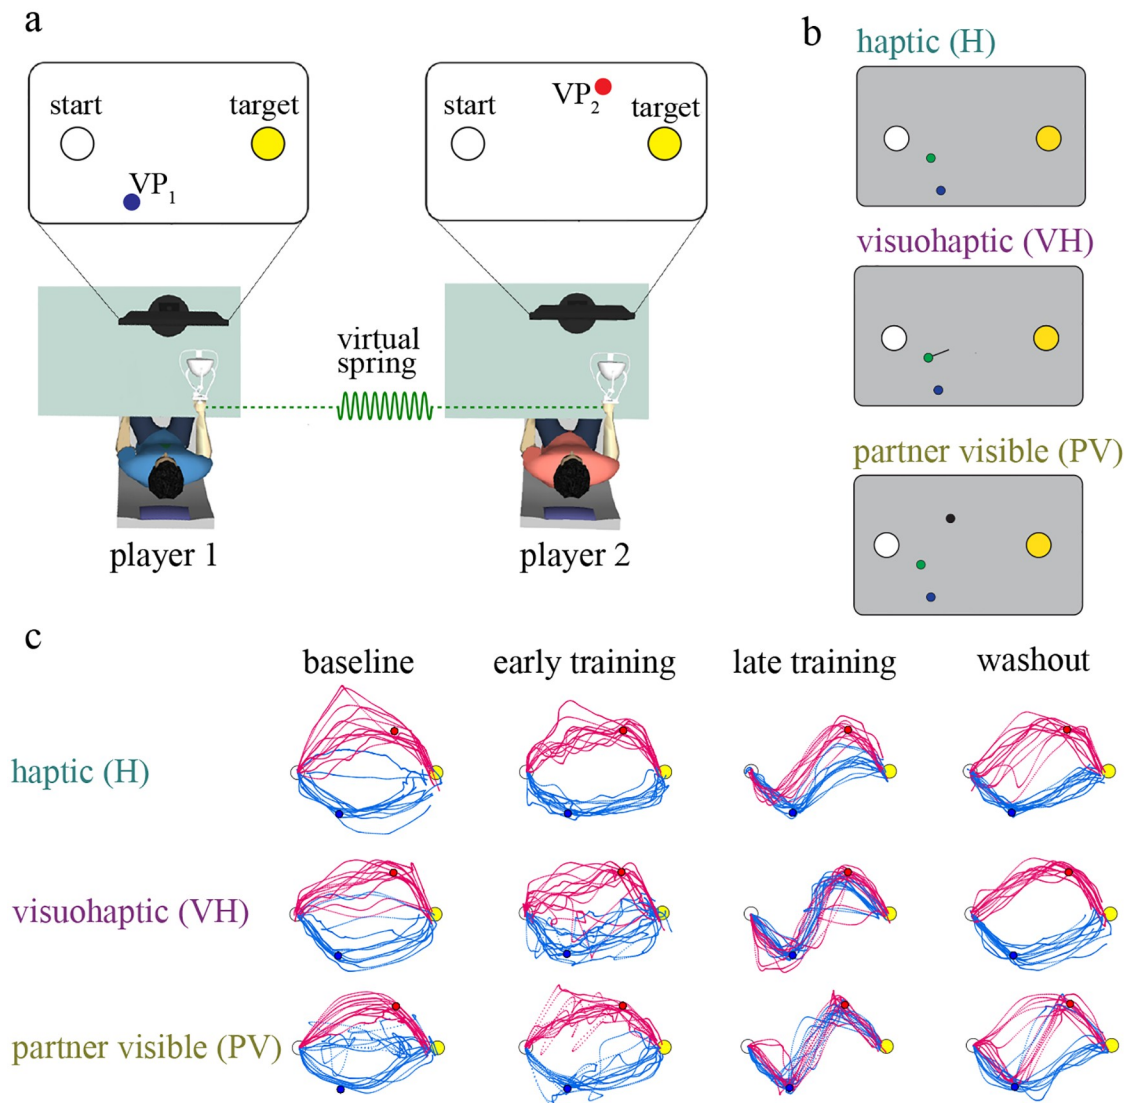 a
start
target
VP1
start
VP2
target
virtual
spring
player 1
player 2
b
haptic (H)
visuohaptic (VH)
partner visible (PV)
c
baseline
early training
late training
washout
haptic (H)
visuohaptic (VH)
partner visible (PV)